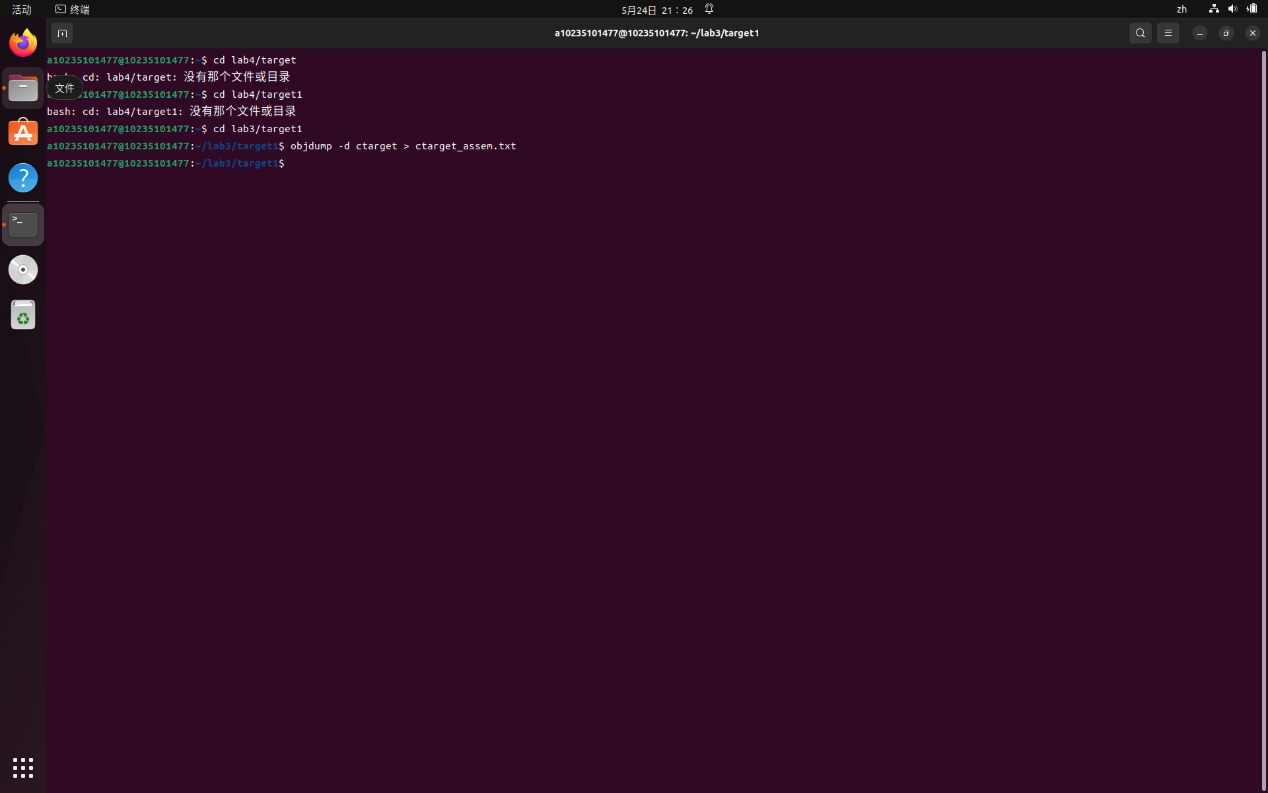 活动
终端
5月24日 21：26
zh
a10235101477@10235101477: ~/lab3/target1
a10235101477@10235101477:~$ cd lab4/target
cd: lab4/target: 没有那个文件或目录
文件
101477@10235101477:~$ cd lab4/target1
bash: cd: lab4/target1: 没有那个文件或目录
a10235101477@10235101477:~$ cd lab3/target1
a10235101477@10235101477:~/lab3/target1$ objdump -d ctarget > ctarget_assem.txt
a10235101477@10235101477:~/lab3/target1$